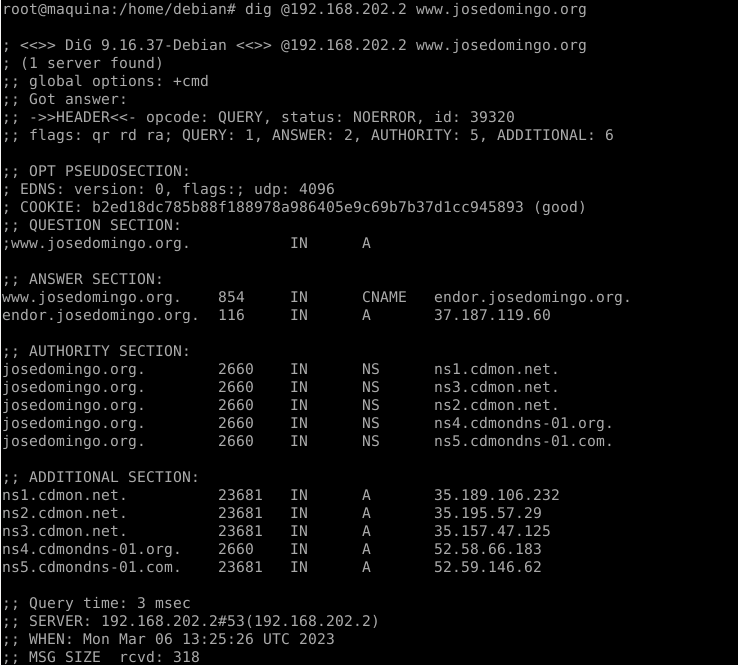 root@maquina:/home/debian# dig @192.168.202.2 www.josedomingo.org
; <<>> DiG 9.16.37-Debian <<>> @192.168.202.2 www.josedomingo.org
; (1 server found)
;; global options: +cmd
;; Got answer:
;; ->>HEADER<<- opcode: QUERY, status: NOERROR, id: 39320
;; flags: qr rd ra; QUERY: 1, ANSWER: 2, AUTHORITY: 5, ADDITIONAL: 6
;; OPT PSEUDOSECTION:
; EDNS: version: 0, flags:; udp: 4096
; COOKIE: b2ed18dc785b88f188978a986405e9c69b7b37d1cc945893 (good)
;; QUESTION SECTION:
;www.josedomingo.org. IN A
;; ANSWER SECTION:
www.josedomingo.org. 854 IN CNAME endor.josedomingo.org.
endor.josedomingo.org. 116 IN A 37.187.119.60
;; AUTHORITY SECTION:
josedomingo.org. 2660 IN NS ns1.cdmon.net.
josedomingo.org. 2660 IN NS ns3.cdmon.net.
josedomingo.org. 2660 IN NS ns2.cdmon.net.
josedomingo.org. 2660 IN NS ns4.cdmondns-01.org.
josedomingo.org. 2660 IN NS ns5.cdmondns-01.com.
;; ADDITIONAL SECTION:
ns1.cdmon.net. 23681 IN A 35.189.106.232
ns2.cdmon.net. 23681 IN A 35.195.57.29
ns3.cdmon.net. 23681 IN A 35.157.47.125
ns4.cdmondns-01.org. 2660 IN A 52.58.66.183
ns5.cdmondns-01.com. 23681 IN A 52.59.146.62
;; Query time: 3 msec
;; SERVER: 192.168.202.2#53(192.168.202.2)
;; WHEN: Mon Mar 06 13:25:26 UTC 2023
;; MSG SIZE rcvd: 318